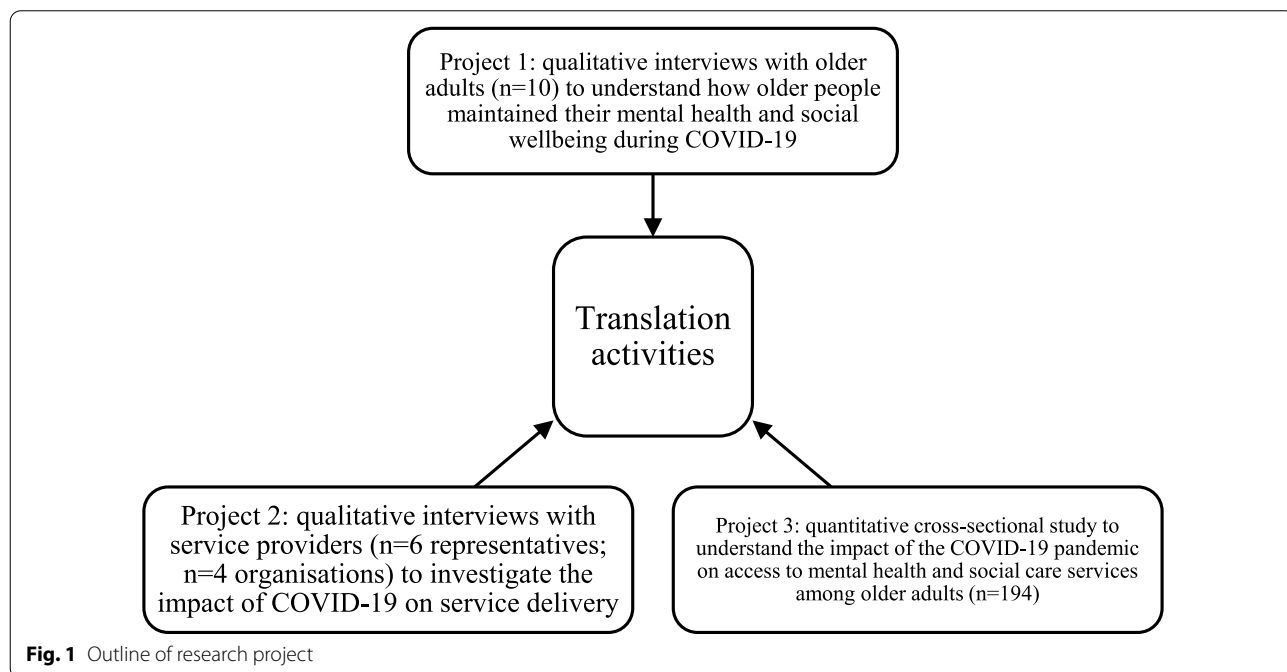 Project 1: qualitative interviews with older
adults (n=10) to understand how older people
maintained their mental health and social
wellbeing during COVID-19
Translation
activities
Project 2: qualitative interviews with
service providers (n=6 representatives;
n=4 organisations) to investigate the
impact of COVID-19 on service delivery
Project 3: quantitative cross-sectional study to
understand the impact of the COVID-19 pandemic
on access to mental health and social care services
among older adults (n=194)
Fig. 1 Outline of research project